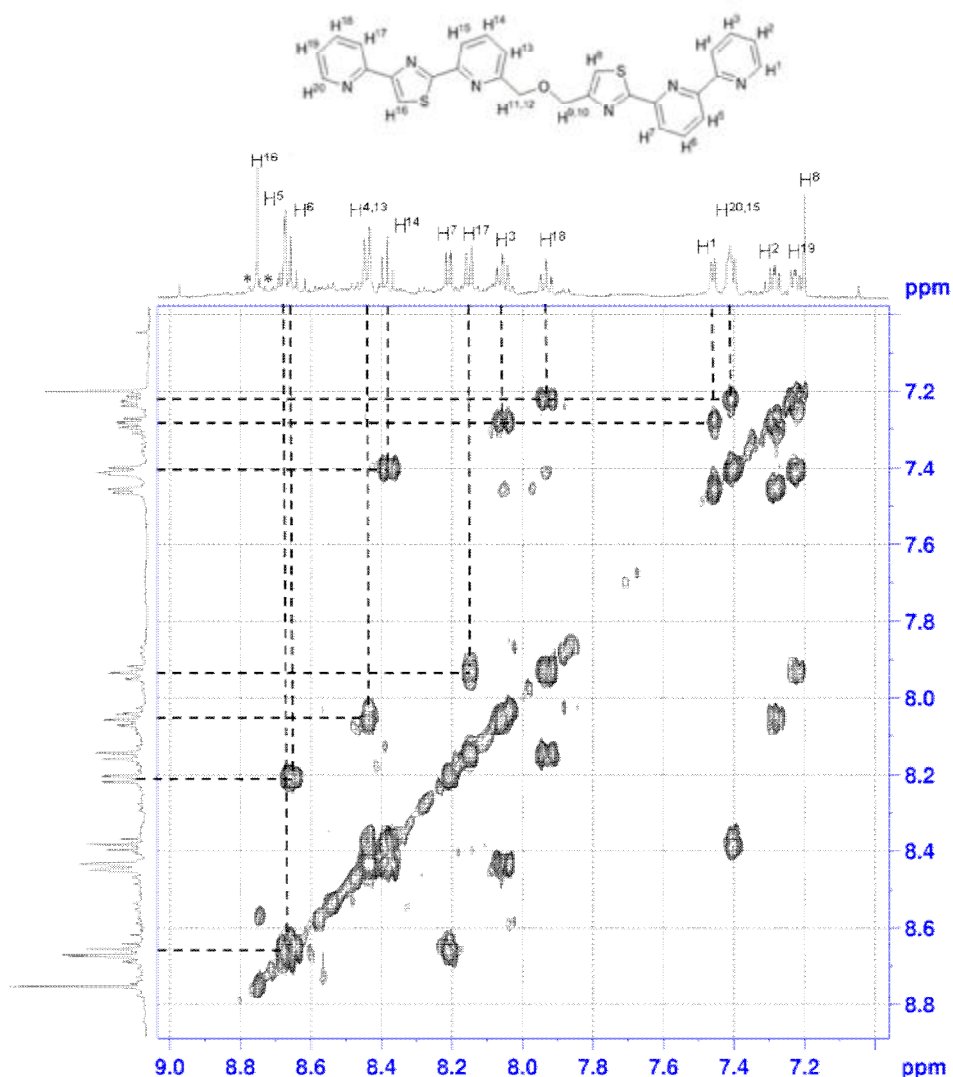 H18 H14 H3
H19 H17 H15 H13 H8 H4 H2
N N S N N H1
H20 N S N O N
H16 H11,12 H9,10 H7 H5
H6
H16 H8
H5 H6 H4,13 H14 H7 H17 H3 H18 H1 H20,15 H2 H19
* *
ppm
7.2
7.4
7.6
7.8
8.0
8.2
8.4
8.6
8.8
9.0 8.8 8.6 8.4 8.2 8.0 7.8 7.6 7.4 7.2 ppm